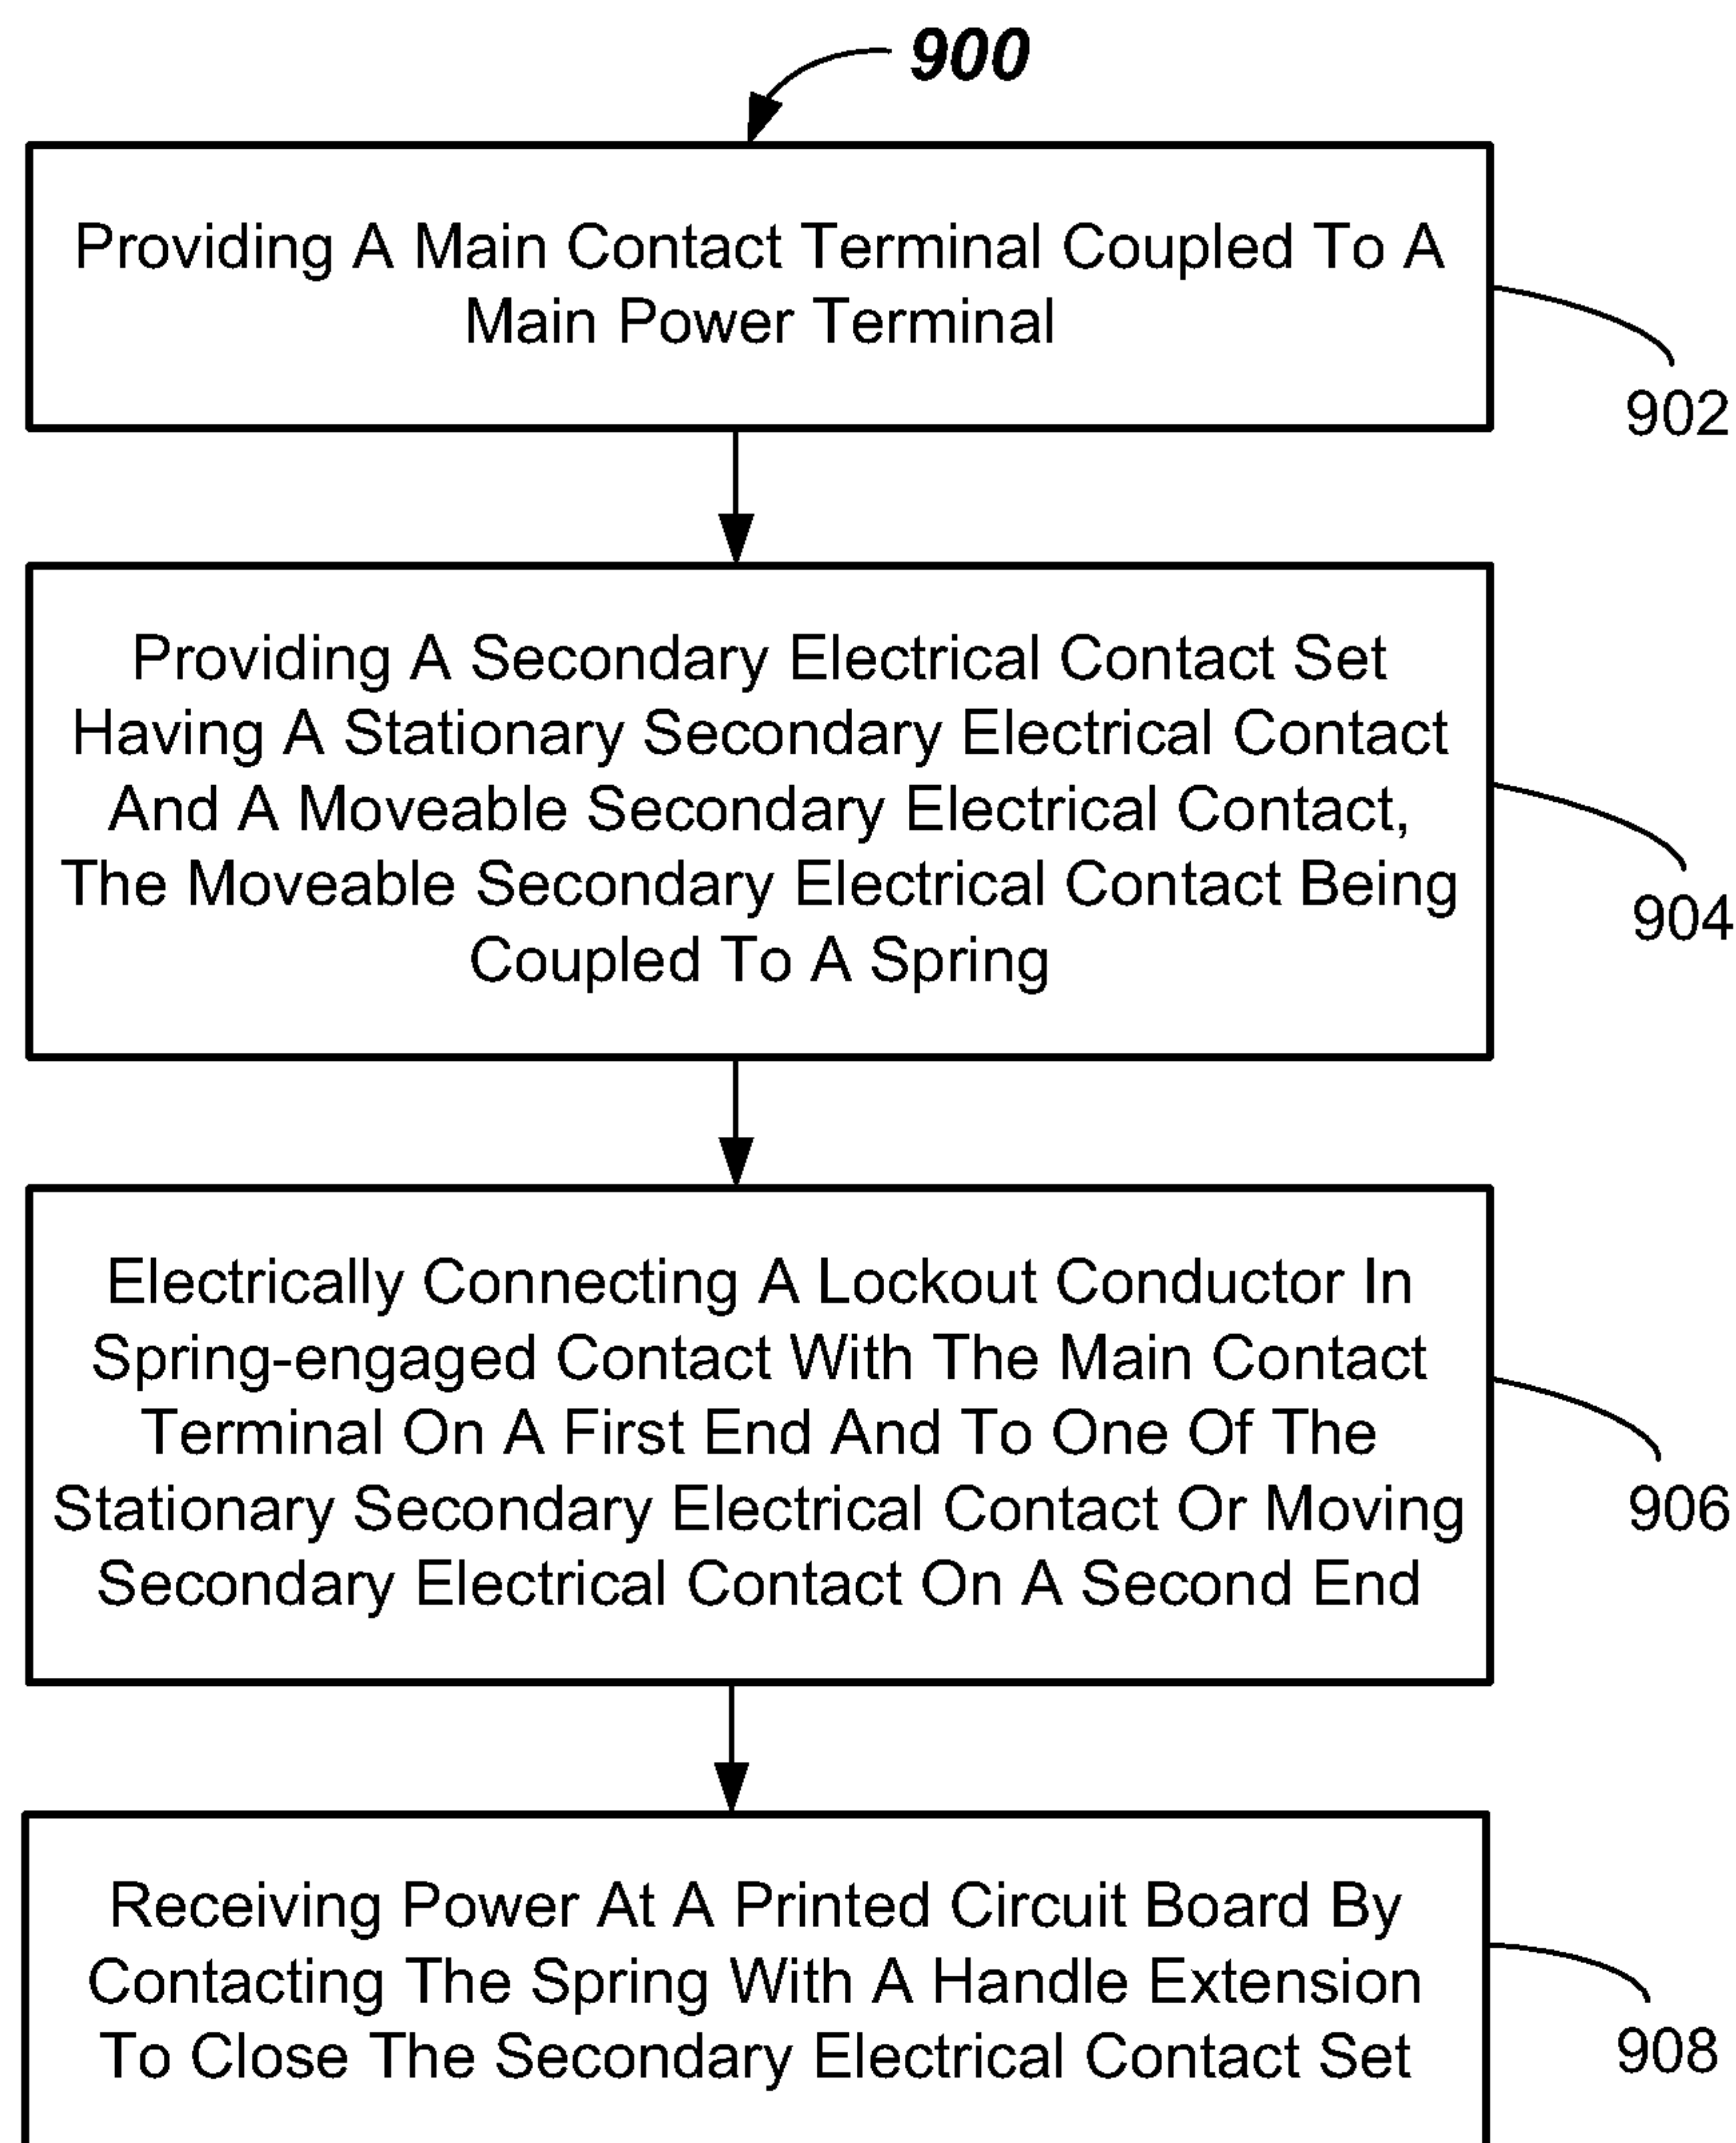 900
Providing A Main Contact Terminal Coupled To A
Main Power Terminal
902
Providing A Secondary Electrical Contact Set
Having A Stationary Secondary Electrical Contact
And A Moveable Secondary Electrical Contact,
The Moveable Secondary Electrical Contact Being
Coupled To A Spring
904
Electrically Connecting A Lockout Conductor In
Spring-engaged Contact With The Main Contact
Terminal On A First End And To One Of The
Stationary Secondary Electrical Contact Or Moving
Secondary Electrical Contact On A Second End
906
Receiving Power At A Printed Circuit Board By
Contacting The Spring With A Handle Extension
To Close The Secondary Electrical Contact Set
908